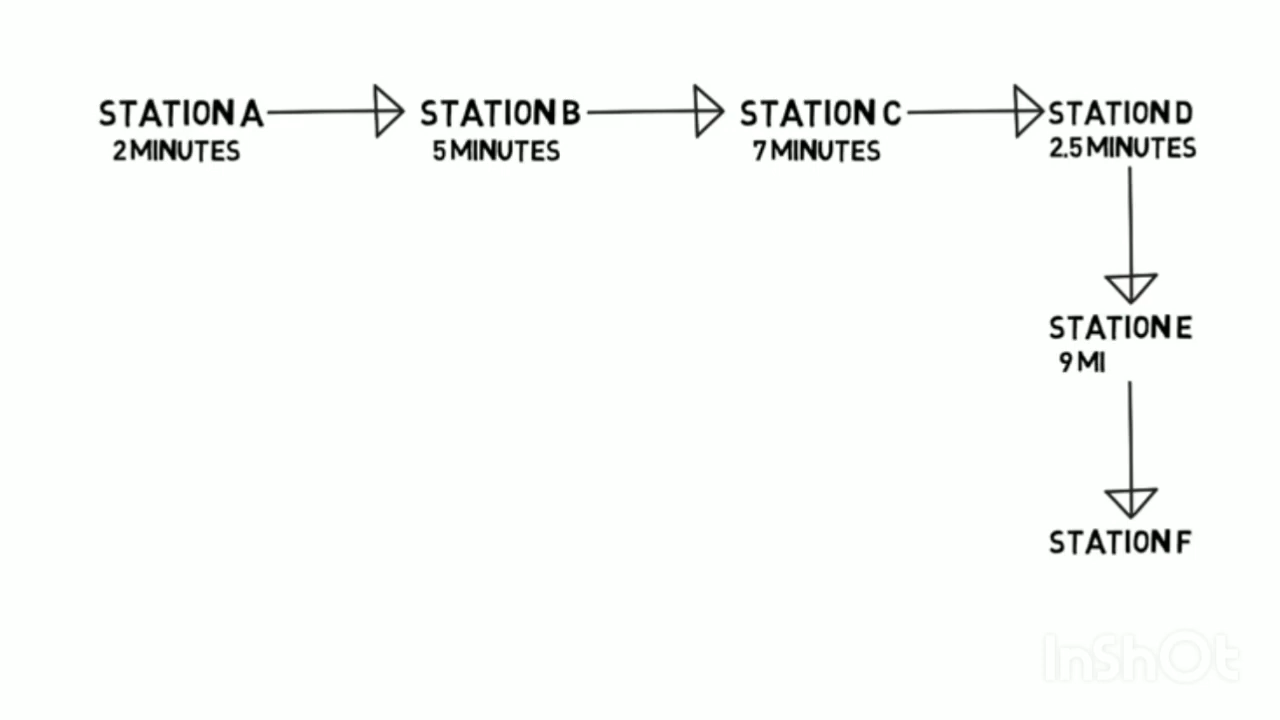 STATION A
2 MINUTES
STATION B
5 MINUTES
STATION C
7 MINUTES
STATION D
2.5 MINUTES
STATION E
9 MI
STATION F
InShOt